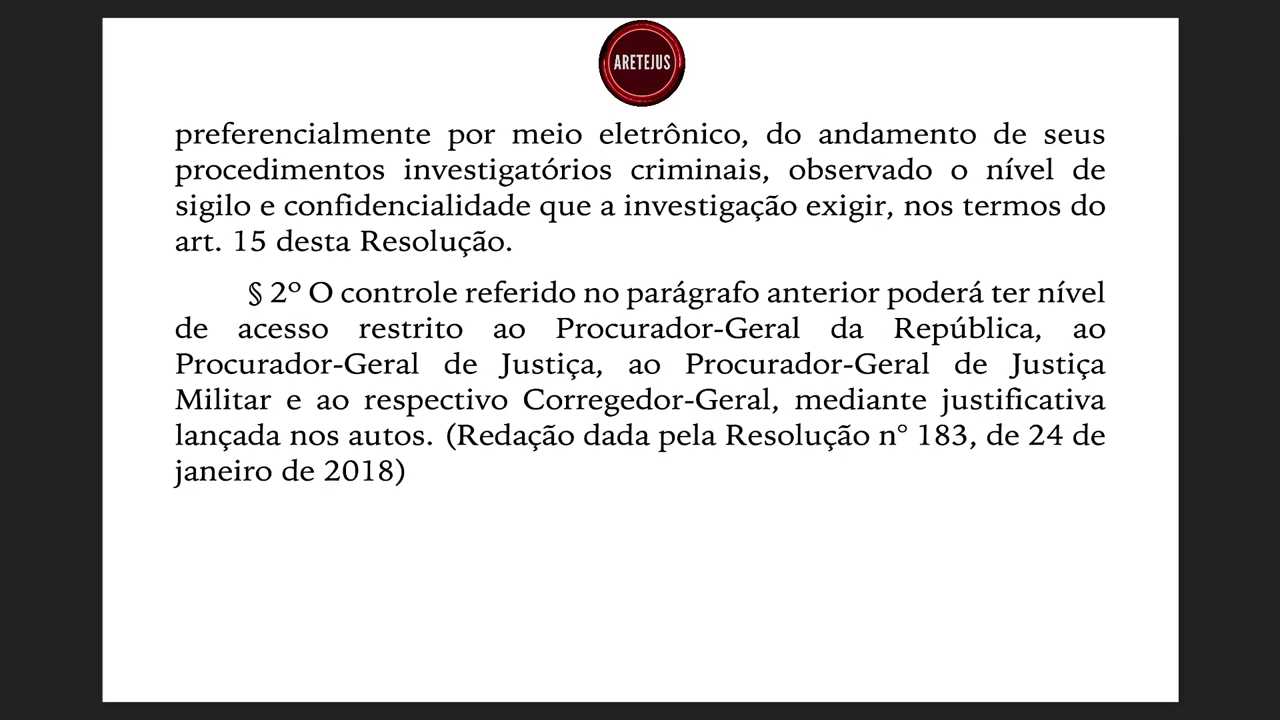 ARETEJUS
preferencialmente por meio eletrônico, do andamento de seus
procedimentos investigatórios criminais, observado o nível de
sigilo e confidencialidade que a investigação exigir, nos termos do
art. 15 desta Resolução.
§ 2º O controle referido no parágrafo anterior poderá ter nível
de acesso restrito ao Procurador-Geral da República, ao
Procurador-Geral de Justiça, ao Procurador-Geral de Justiça
Militar e ao respectivo Corregedor-Geral, mediante justificativa
lançada nos autos. (Redação dada pela Resolução n° 183, de 24 de
janeiro de 2018)